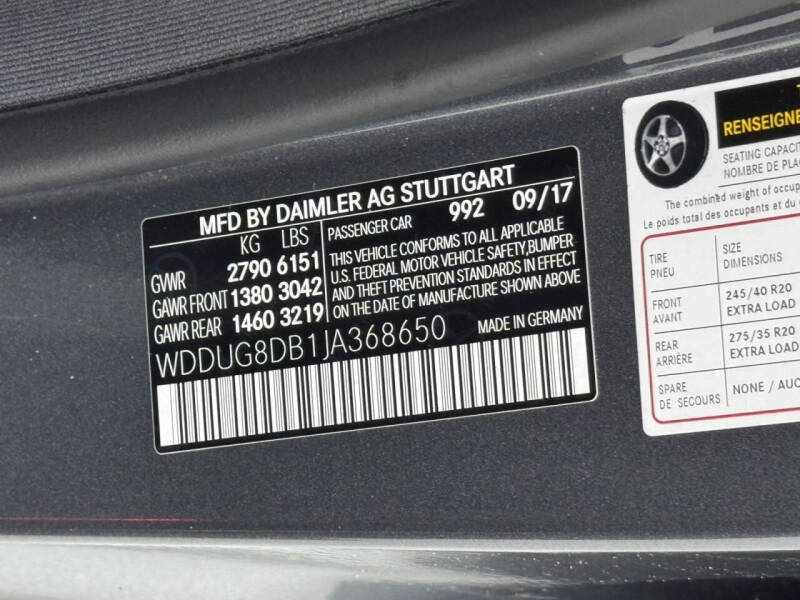 MFD BY DAIMLER AG STUTTGART
KG LBS
GVWR 2790 6151
GAWR FRONT 1380 3042
GAWR REAR 1460 3219
PASSENGER CAR 992 09/17
THIS VEHICLE CONFORMS TO ALL APPLICABLE
U.S. FEDERAL MOTOR VEHICLE SAFETY, BUMPER
AND THEFT PREVENTION STANDARDS IN EFFECT
ON THE DATE OF MANUFACTURE SHOWN ABOVE
WDDUG8DB1JA368650 MADE IN GERMANY
RENSEIGNE
SEATING CAPACIT
NOMBRE DE PLA
The combined weight of occup
Le poids total des occupants et du
TIRE SIZE
PNEU DIMENSIONS
FRONT 245/40 R20
AVANT EXTRA LOAD
REAR 275/35 R20
ARRIÈRE EXTRA LOAD
SPARE NONE / AUC
DE SECOURS